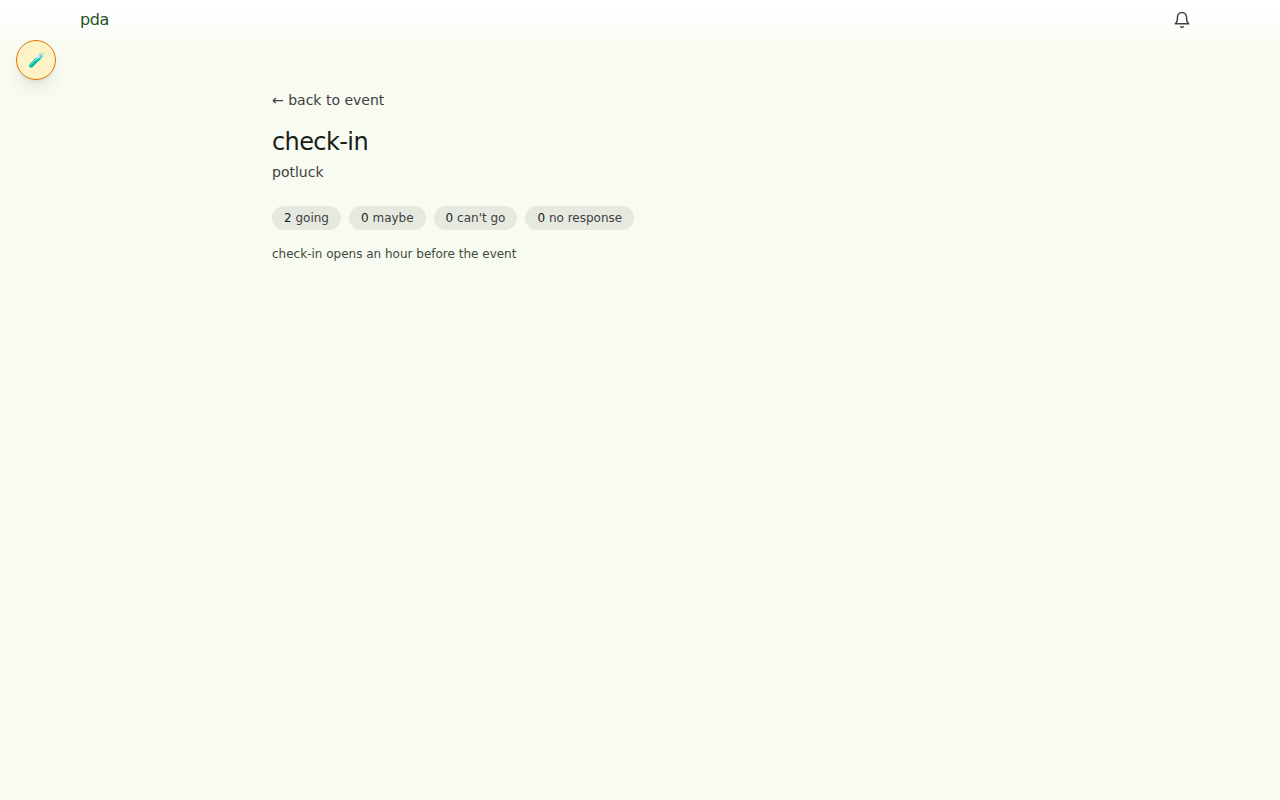 pda
← back to event
check-in
potluck
2 going 0 maybe 0 can't go 0 no response
check-in opens an hour before the event